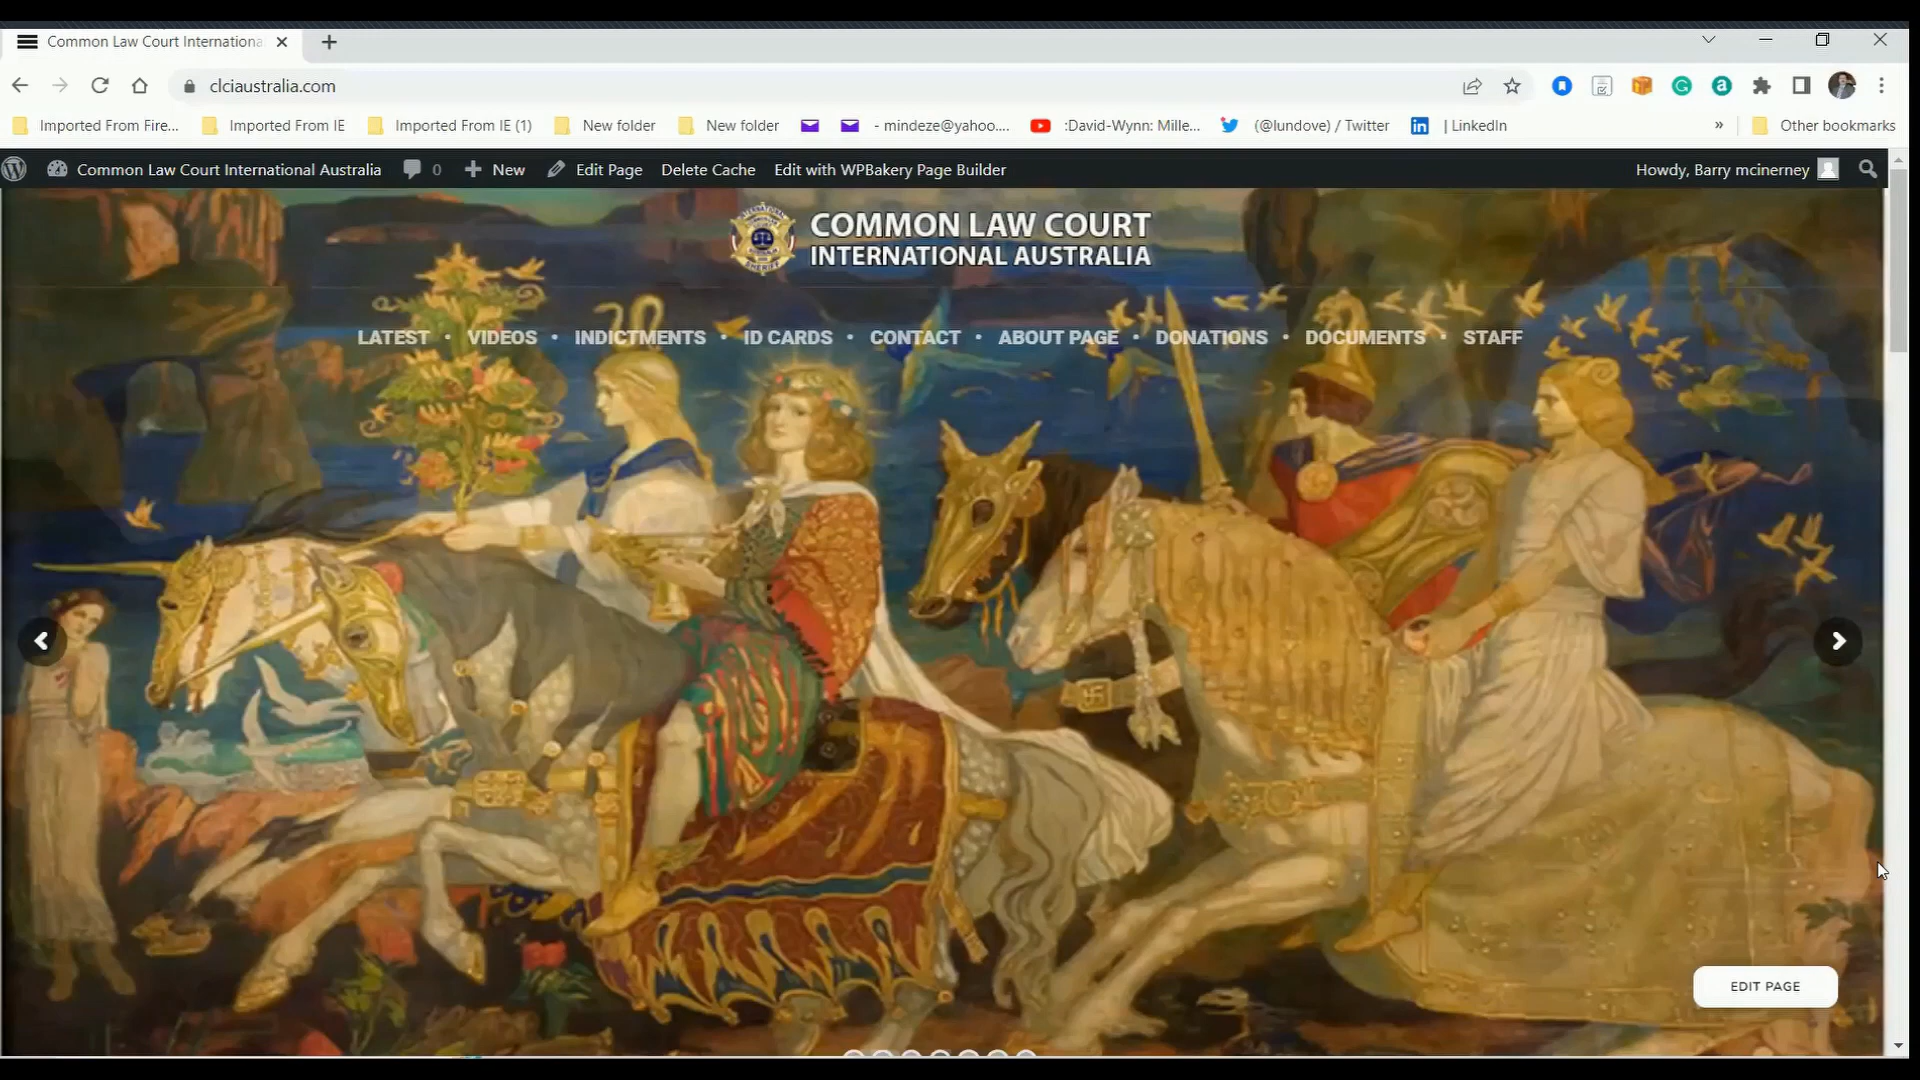 Common Law Court Internationa
clciaustralia.com
Imported From Fire...
Imported From IE
Imported From IE (1)
New folder
New folder
- mindeze@yahoo....
:David-Wynn: Mille...
(@lundove) / Twitter
| LinkedIn
»
Other bookmarks
Common Law Court International Australia
0
New
Edit Page
Delete Cache
Edit with WPBakery Page Builder
Howdy, Barry mcinerney
COMMON LAW COURT
INTERNATIONAL AUSTRALIA
LATEST • VIDEOS • INDICTMENTS • ID CARDS • CONTACT • ABOUT PAGE • DONATIONS • DOCUMENTS • STAFF
EDIT PAGE